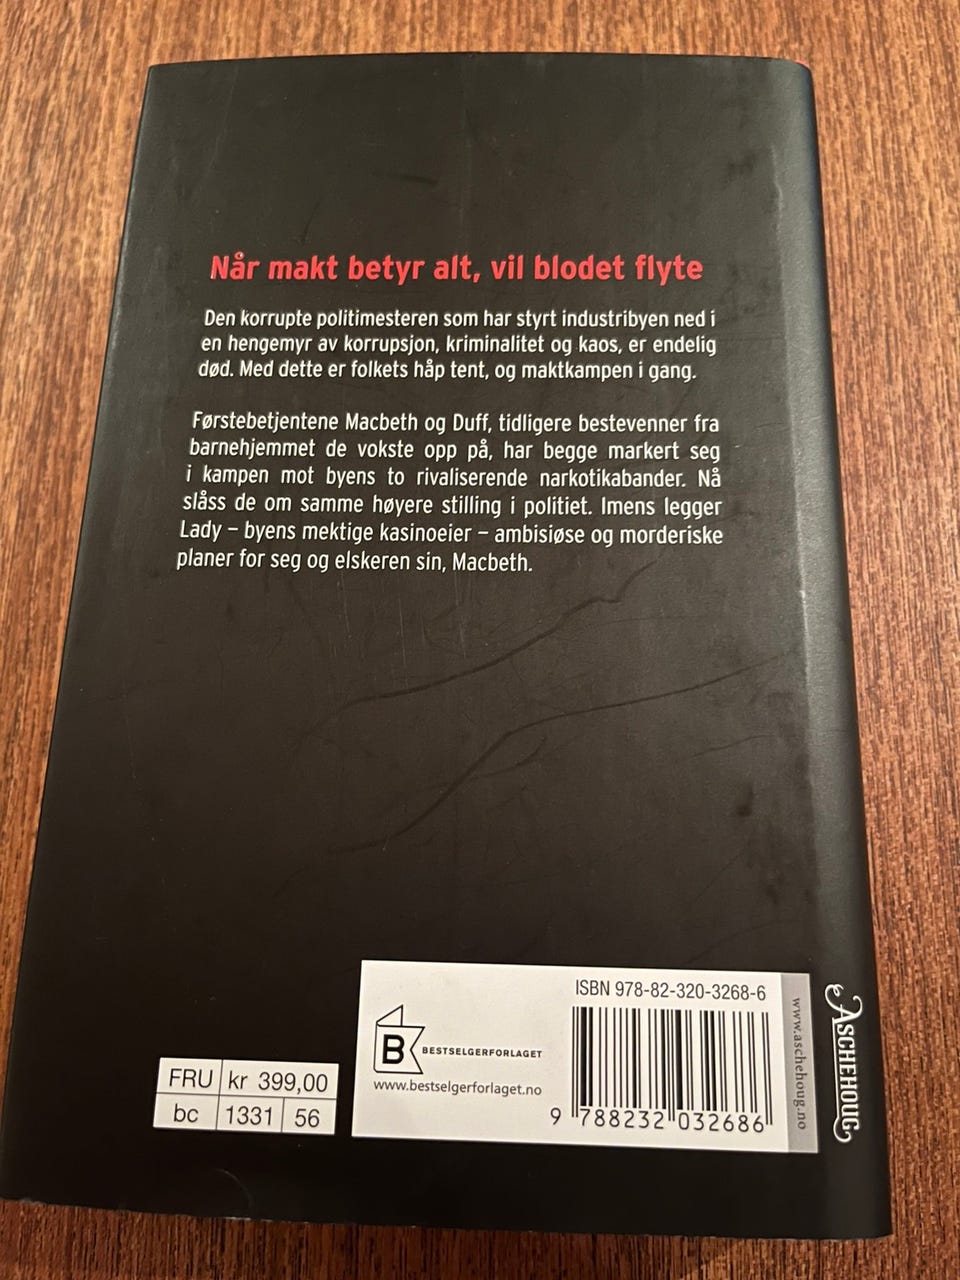 Når makt betyr alt, vil blodet flyte
Den korrupte politimesteren som har styrt industribyen ned i
en hengemyr av korrupsjon, kriminalitet og kaos, er endelig
død. Med dette er folkets håp tent, og maktkampen i gang.
Førstebetjentene Macbeth og Duff, tidligere bestevenner fra
barnehjemmet de vokste opp på, har begge markert seg
i kampen mot byens to rivaliserende narkotikabander. Nå
slåss de om samme høyere stilling i politiet. Imens legger
Lady – byens mektige kasinoeier – ambisiøse og morderiske
planer for seg og elskeren sin, Macbeth.
ISBN 978-82-320-3268-6
B BESTSELGERFORLAGET
www.bestselgerforlaget.no
9 788232 032686
www.aschehoug.no
ASCHEHOUG
FRU kr 399,00
bc 1331 56